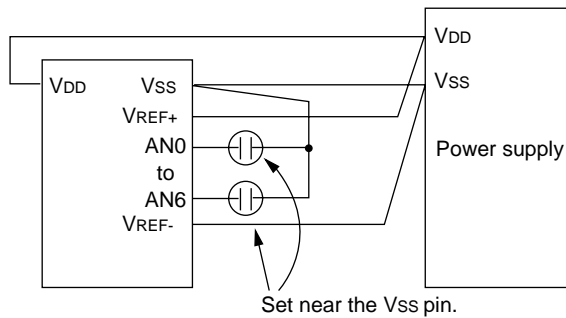 VDD
VSS
VREF+
AN0
to
AN6
VREF-
VDD
VSS
Power supply
Set near the VSS pin.